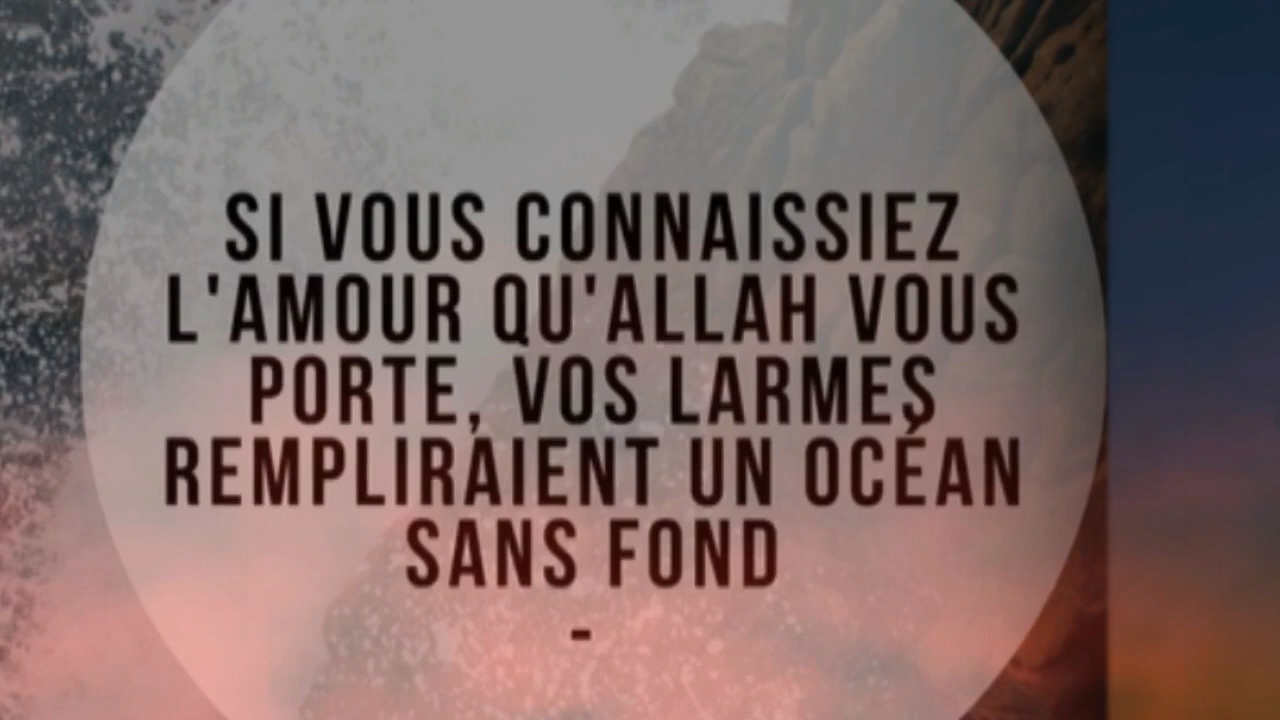 SI VOUS CONNAISSIEZ
L'AMOUR QU'ALLAH VOUS
PORTE, VOS LARMES
REMPLIRAIENT UN OCÉAN
SANS FOND
-